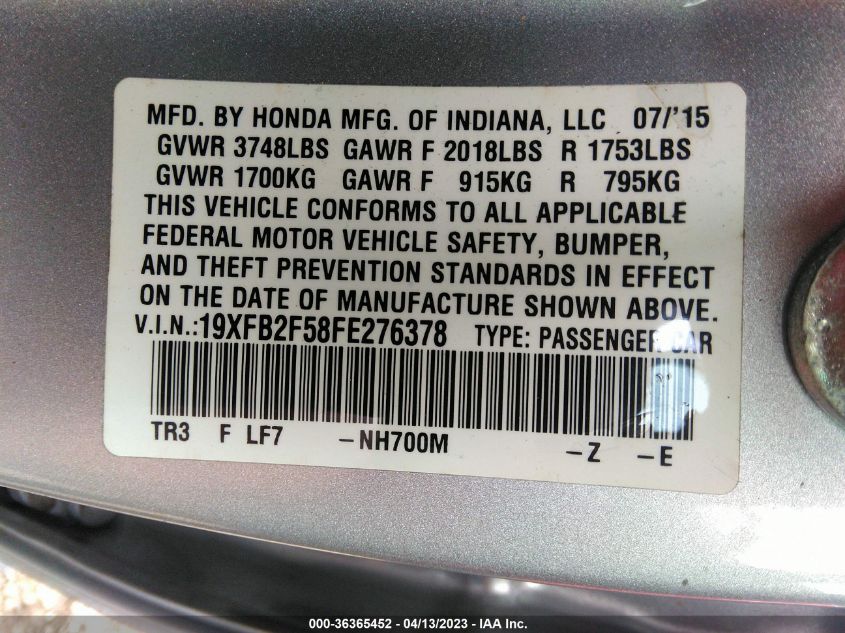 MFD. BY HONDA MFG. OF INDIANA, LLC 07/'15
GVWR 3748LBS GAWR F 2018LBS R 1753LBS
GVWR 1700KG GAWR F 915KG R 795KG
THIS VEHICLE CONFORMS TO ALL APPLICABLE
FEDERAL MOTOR VEHICLE SAFETY, BUMPER,
AND THEFT PREVENTION STANDARDS IN EFFECT
ON THE DATE OF MANUFACTURE SHOWN ABOVE.
V.I.N.:19XFB2F58FE276378 TYPE: PASSENGER CAR
TR3 F LF7 -NH700M -Z -E
000-36365452 / 04/13/2023 - IAA Inc.